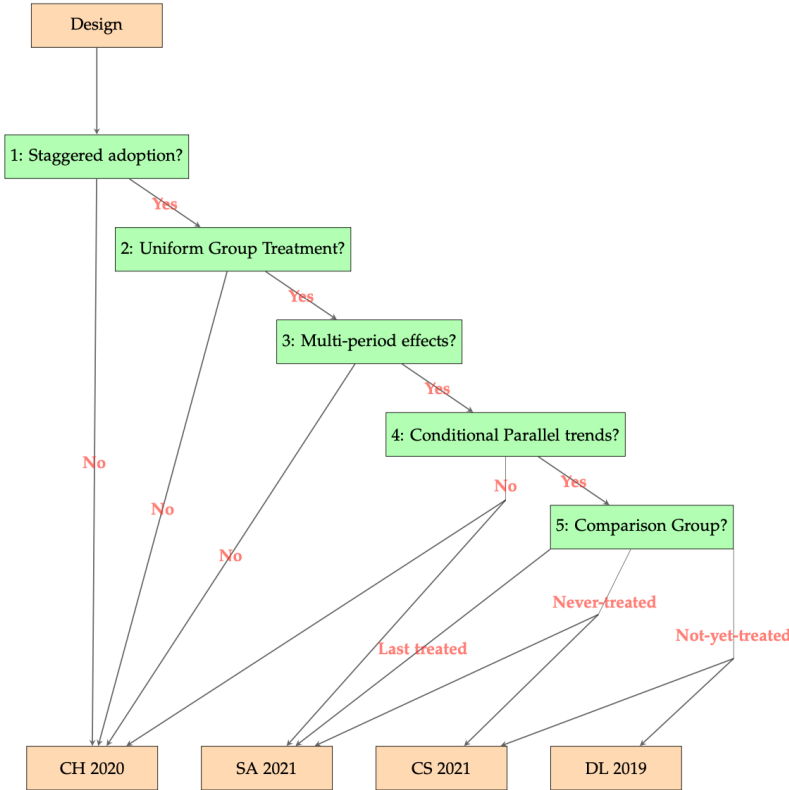 Design
1: Staggered adoption?
Yes
2: Uniform Group Treatment?
Yes
3: Multi-period effects?
Yes
4: Conditional Parallel trends?
No
No
Yes
No
5: Comparison Group?
No
Never-treated
Not-yet-treated
Last treated
CH 2020
SA 2021
CS 2021
DL 2019